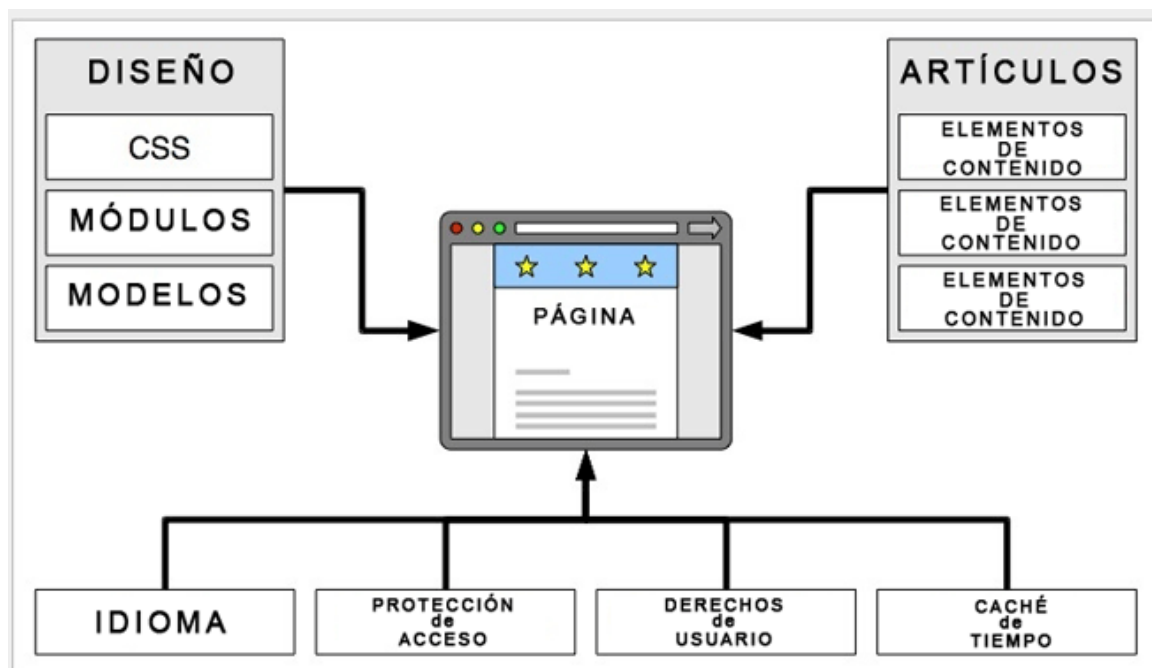 DISEÑO
CSS
MÓDULOS
MODELOS
ARTÍCULOS
ELEMENTOS
DE
CONTENIDO
ELEMENTOS
DE
CONTENIDO
ELEMENTOS
DE
CONTENIDO
PÁGINA
IDIOMA
PROTECCIÓN
de
ACCESO
DERECHOS
de
USUARIO
CACHÉ
de
TIEMPO